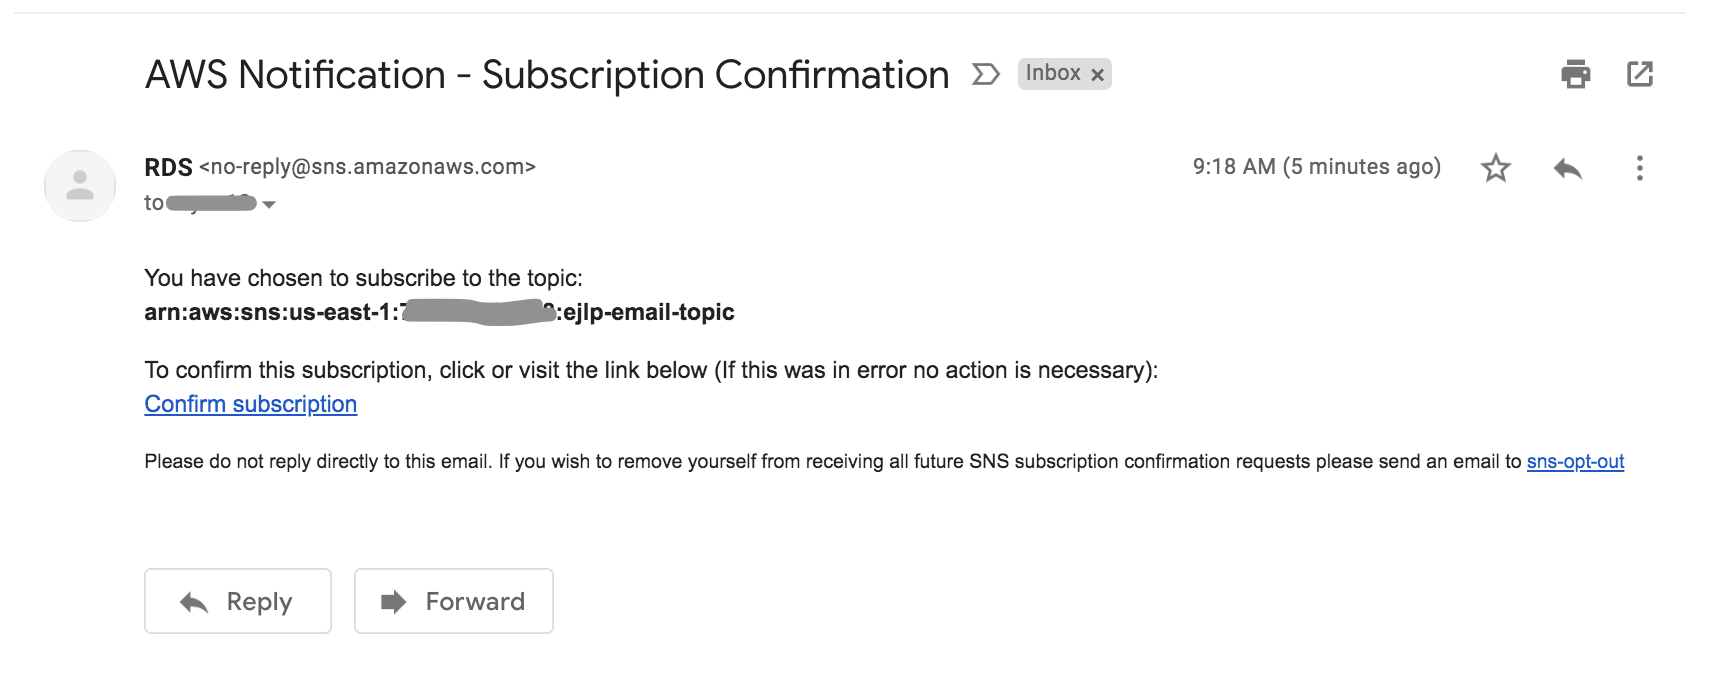 AWS Notification - Subscription Confirmation Inbox x
RDS <no-reply@sns.amazonaws.com> 9:18 AM (5 minutes ago)
to
You have chosen to subscribe to the topic:
arn:aws:sns:us-east-1: :ejlp-email-topic
To confirm this subscription, click or visit the link below (If this was in error no action is necessary):
Confirm subscription
Please do not reply directly to this email. If you wish to remove yourself from receiving all future SNS subscription confirmation requests please send an email to sns-opt-out
Reply Forward